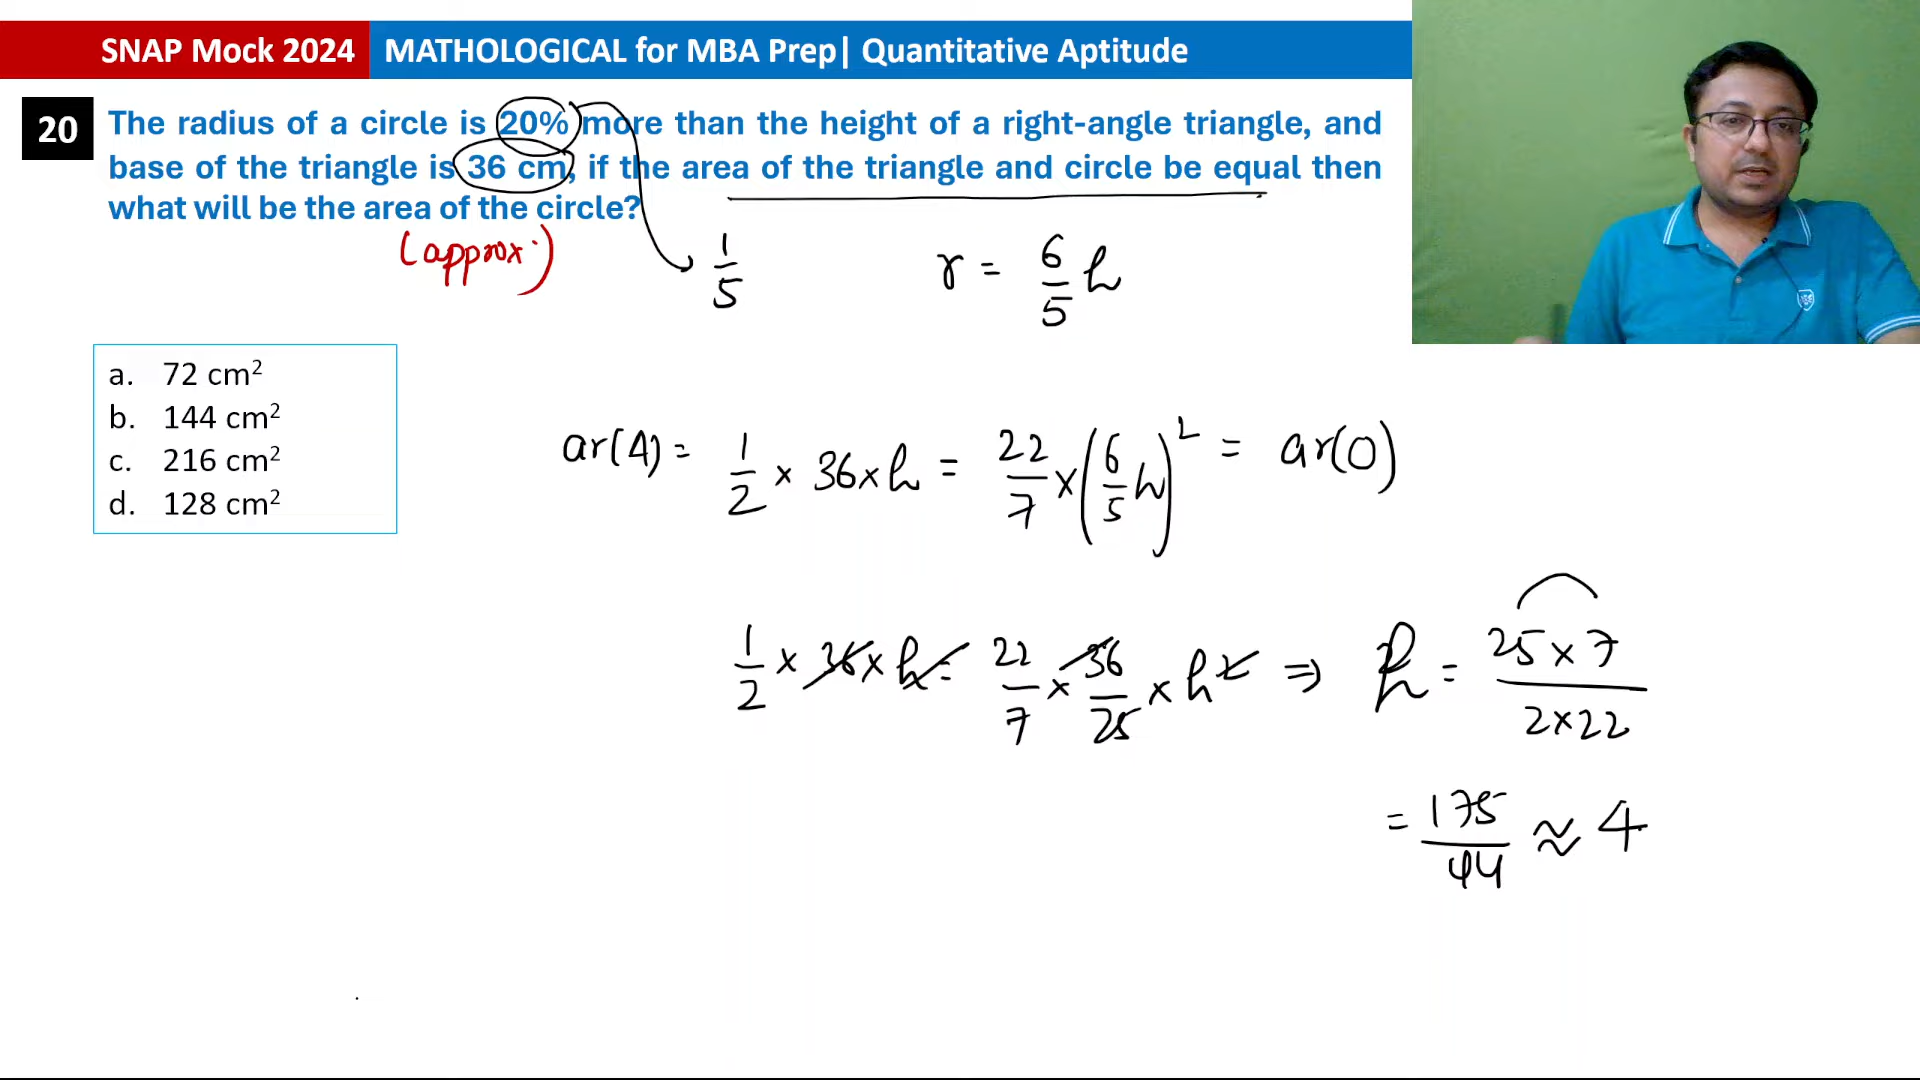 SNAP Mock 2024 MATHOLOGICAL for MBA Prep| Quantitative Aptitude
20 The radius of a circle is 20% more than the height of a right-angle triangle, and
base of the triangle is 36 cm, if the area of the triangle and circle be equal then
what will be the area of the circle?
(approx.)
1/5 r = 6/5 h
a. 72 cm²
b. 144 cm²
c. 216 cm²
d. 128 cm²
ar(Δ) = 1/2 × 36 × h = 22/7 × (6/5 h)² = ar(O)
1/2 × 36 × h = 22/7 × 36/25 × h² ⇒ h = 25 × 7 / 2 × 22
= 175/44 ≈ 4